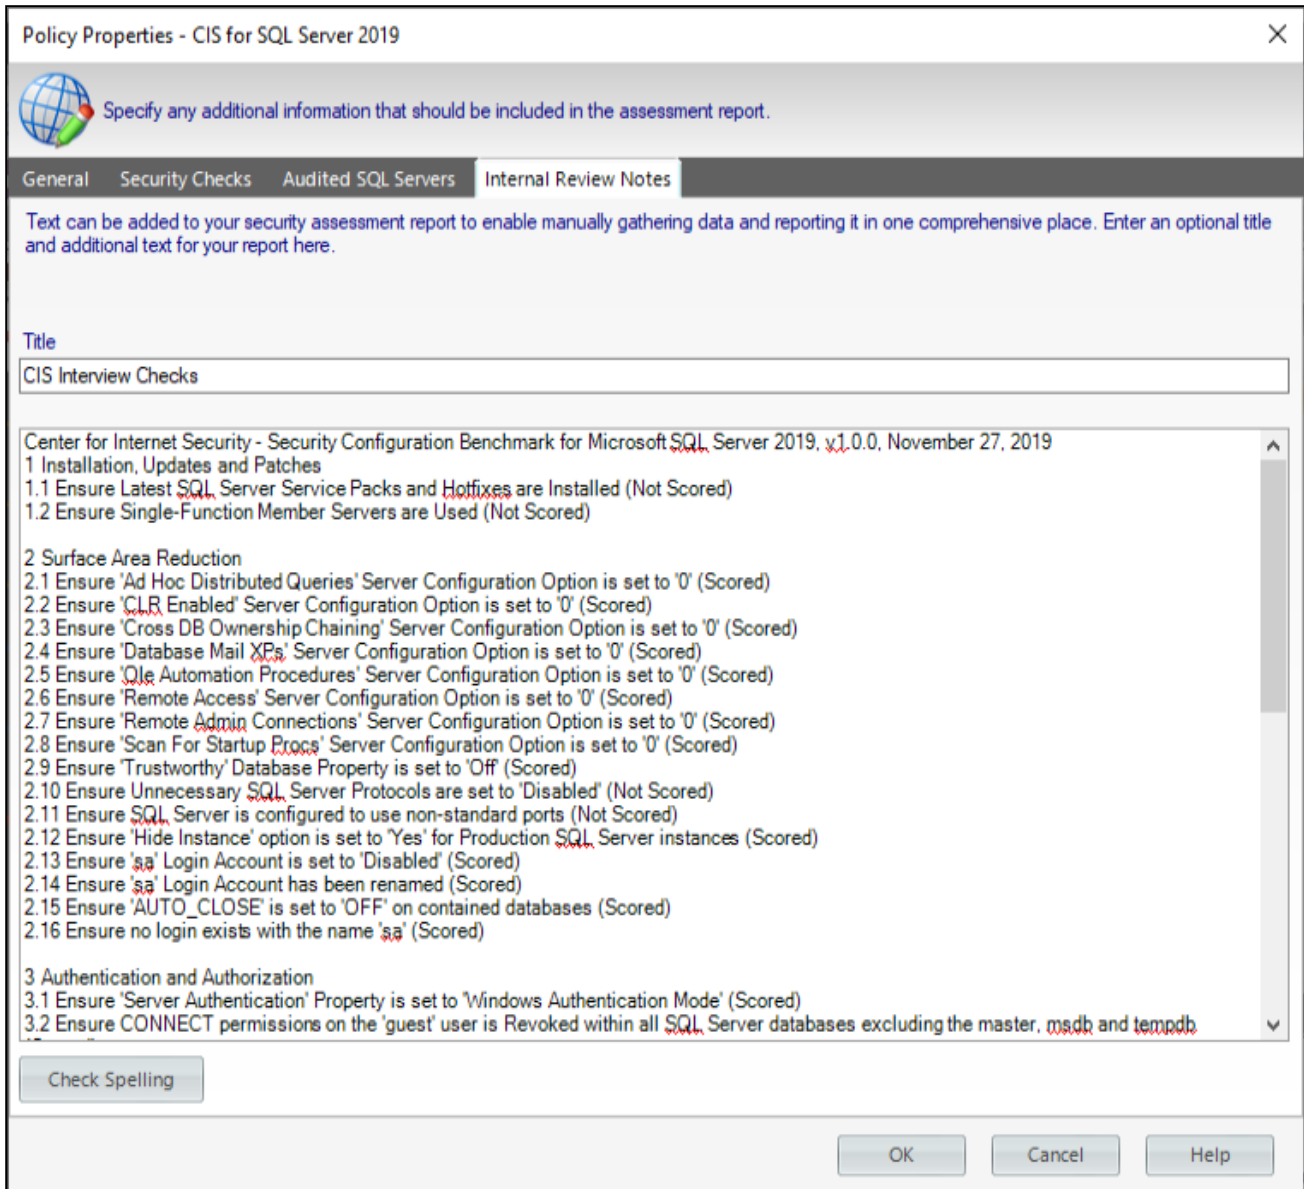 Policy Properties - CIS for SQL Server 2019
Specify any additional information that should be included in the assessment report.
General Security Checks Audited SQL Servers Internal Review Notes
Text can be added to your security assessment report to enable manually gathering data and reporting it in one comprehensive place. Enter an optional title
and additional text for your report here.
Title
CIS Interview Checks
Center for Internet Security - Security Configuration Benchmark for Microsoft SQL Server 2019, v1.0.0, November 27, 2019
1 Installation, Updates and Patches
1.1 Ensure Latest SQL Server Service Packs and Hotfixes are Installed (Not Scored)
1.2 Ensure Single-Function Member Servers are Used (Not Scored)
2 Surface Area Reduction
2.1 Ensure 'Ad Hoc Distributed Queries' Server Configuration Option is set to '0' (Scored)
2.2 Ensure 'CLR Enabled' Server Configuration Option is set to '0' (Scored)
2.3 Ensure 'Cross DB Ownership Chaining' Server Configuration Option is set to '0' (Scored)
2.4 Ensure 'Database Mail XPs' Server Configuration Option is set to '0' (Scored)
2.5 Ensure 'Ole Automation Procedures' Server Configuration Option is set to '0' (Scored)
2.6 Ensure 'Remote Access' Server Configuration Option is set to '0' (Scored)
2.7 Ensure 'Remote Admin Connections' Server Configuration Option is set to '0' (Scored)
2.8 Ensure 'Scan For Startup Procs' Server Configuration Option is set to '0' (Scored)
2.9 Ensure 'Trustworthy' Database Property is set to 'Off' (Scored)
2.10 Ensure Unnecessary SQL Server Protocols are set to 'Disabled' (Not Scored)
2.11 Ensure SQL Server is configured to use non-standard ports (Not Scored)
2.12 Ensure 'Hide Instance' option is set to 'Yes' for Production SQL Server instances (Scored)
2.13 Ensure 'sa' Login Account is set to 'Disabled' (Scored)
2.14 Ensure 'sa' Login Account has been renamed (Scored)
2.15 Ensure 'AUTO_CLOSE' is set to 'OFF' on contained databases (Scored)
2.16 Ensure no login exists with the name 'sa' (Scored)
3 Authentication and Authorization
3.1 Ensure 'Server Authentication' Property is set to 'Windows Authentication Mode' (Scored)
3.2 Ensure CONNECT permissions on the 'guest' user is Revoked within all SQL Server databases excluding the master, msdb and tempdb
Check Spelling
OK Cancel Help